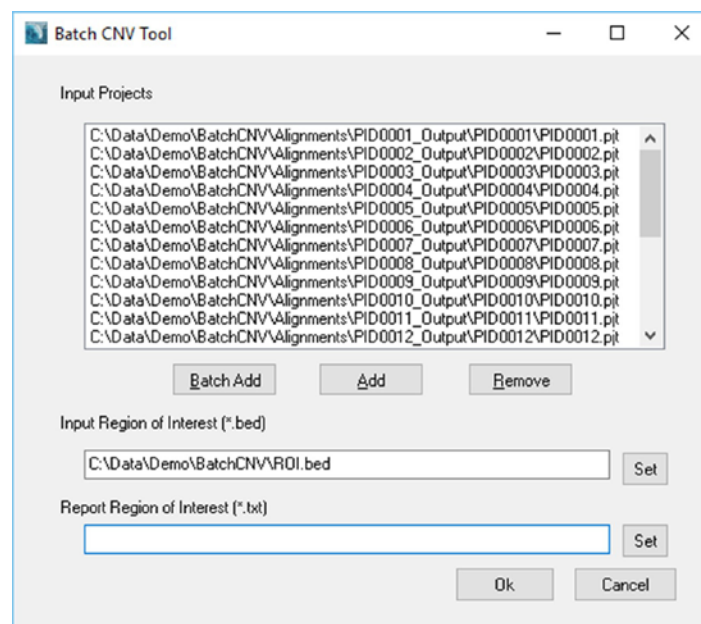 Batch CNV Tool
Input Projects
C:\Data\Demo\BatchCNV\Alignments\PID0001_Output\PID0001\PID0001.pjt
C:\Data\Demo\BatchCNV\Alignments\PID0002_Output\PID0002\PID0002.pjt
C:\Data\Demo\BatchCNV\Alignments\PID0003_Output\PID0003\PID0003.pjt
C:\Data\Demo\BatchCNV\Alignments\PID0004_Output\PID0004\PID0004.pjt
C:\Data\Demo\BatchCNV\Alignments\PID0005_Output\PID0005\PID0005.pjt
C:\Data\Demo\BatchCNV\Alignments\PID0006_Output\PID0006\PID0006.pjt
C:\Data\Demo\BatchCNV\Alignments\PID0007_Output\PID0007\PID0007.pjt
C:\Data\Demo\BatchCNV\Alignments\PID0008_Output\PID0008\PID0008.pjt
C:\Data\Demo\BatchCNV\Alignments\PID0009_Output\PID0009\PID0009.pjt
C:\Data\Demo\BatchCNV\Alignments\PID0010_Output\PID0010\PID0010.pjt
C:\Data\Demo\BatchCNV\Alignments\PID0011_Output\PID0011\PID0011.pjt
C:\Data\Demo\BatchCNV\Alignments\PID0012_Output\PID0012\PID0012.pjt
Batch Add Add Remove
Input Region of Interest (*.bed)
C:\Data\Demo\BatchCNV\ROI.bed Set
Report Region of Interest (*.txt)
Set
Ok Cancel